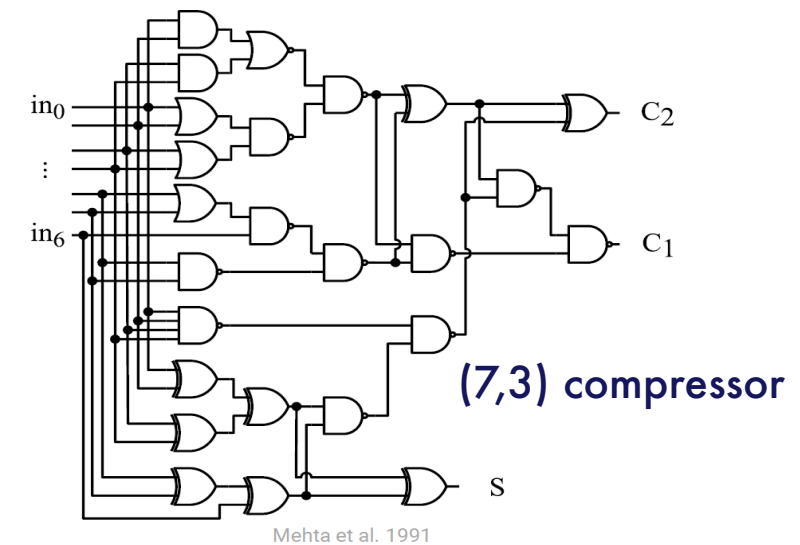 in0
C2
⋮
in6
C1
(7,3) compressor
S
Mehta et al. 1991